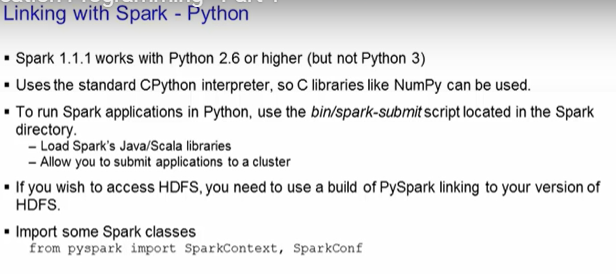 Linking with Spark - Python
▪ Spark 1.1.1 works with Python 2.6 or higher (but not Python 3)
▪ Uses the standard CPython interpreter, so C libraries like NumPy can be used.
▪ To run Spark applications in Python, use the bin/spark-submit script located in the Spark
directory.
– Load Spark's Java/Scala libraries
– Allow you to submit applications to a cluster
▪ If you wish to access HDFS, you need to use a build of PySpark linking to your version of
HDFS.
▪ Import some Spark classes
from pyspark import SparkContext, SparkConf